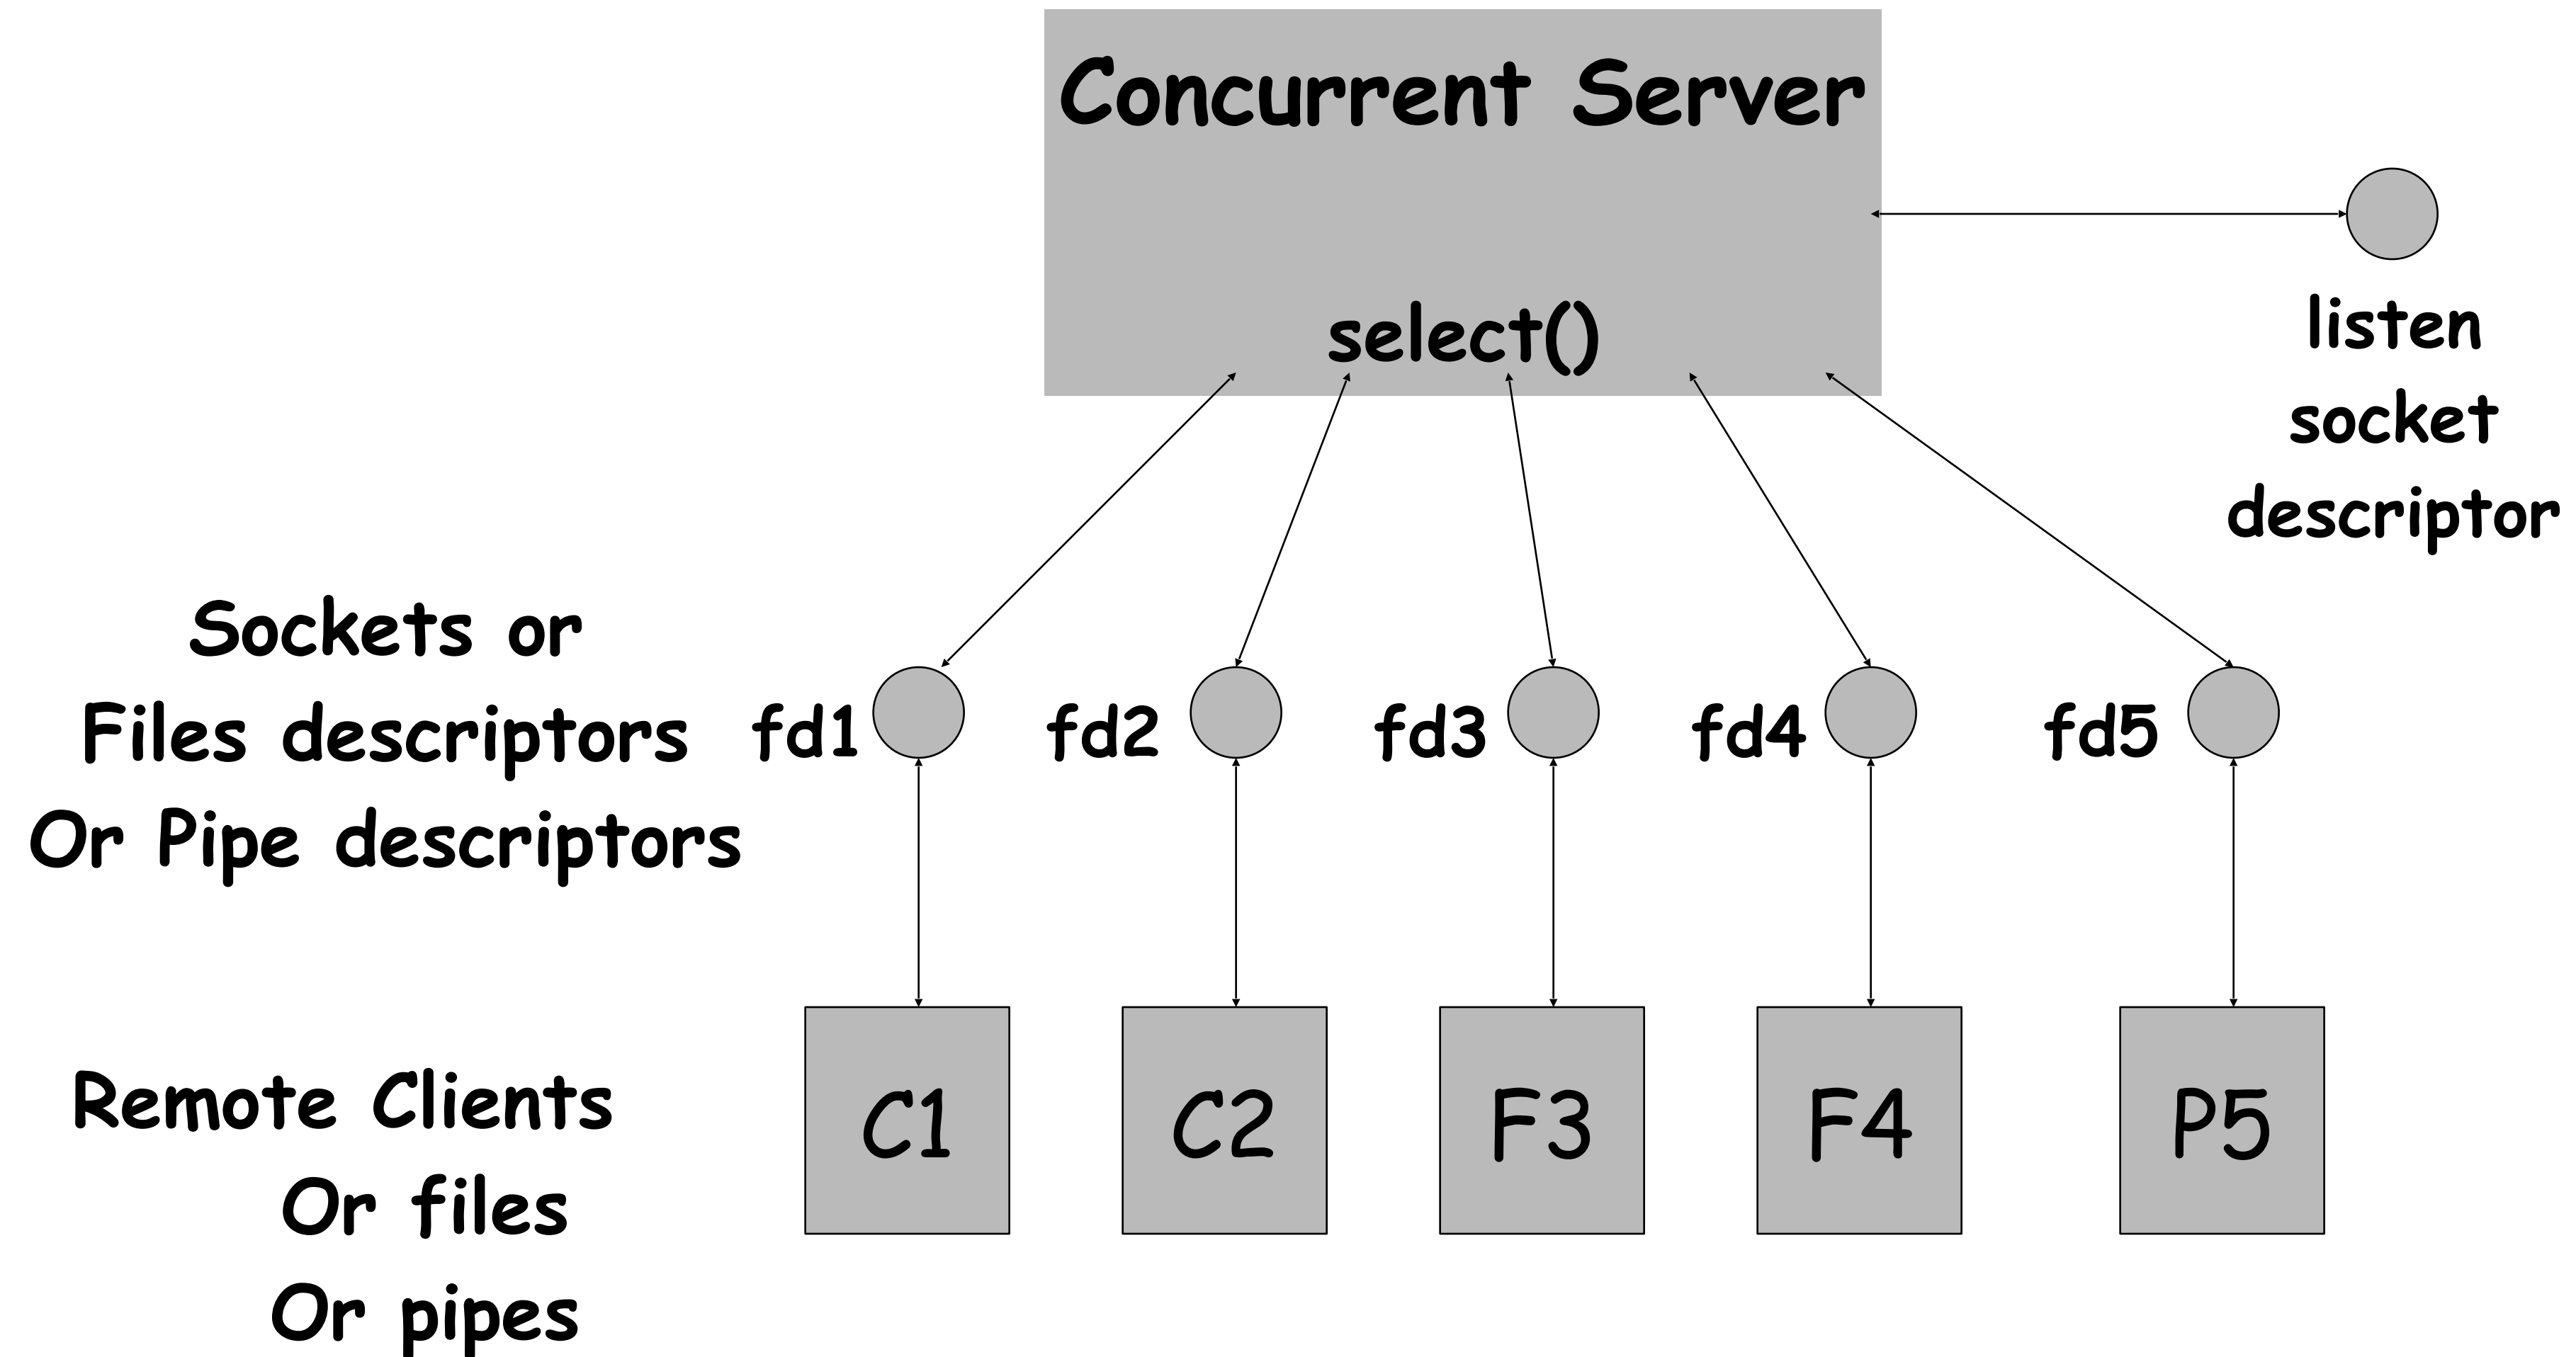 Concurrent Server
select()
listen
socket
descriptor
Sockets or
Files descriptors
Or Pipe descriptors
fd1
fd2
fd3
fd4
fd5
Remote Clients
Or files
Or pipes
C1
C2
F3
F4
P5